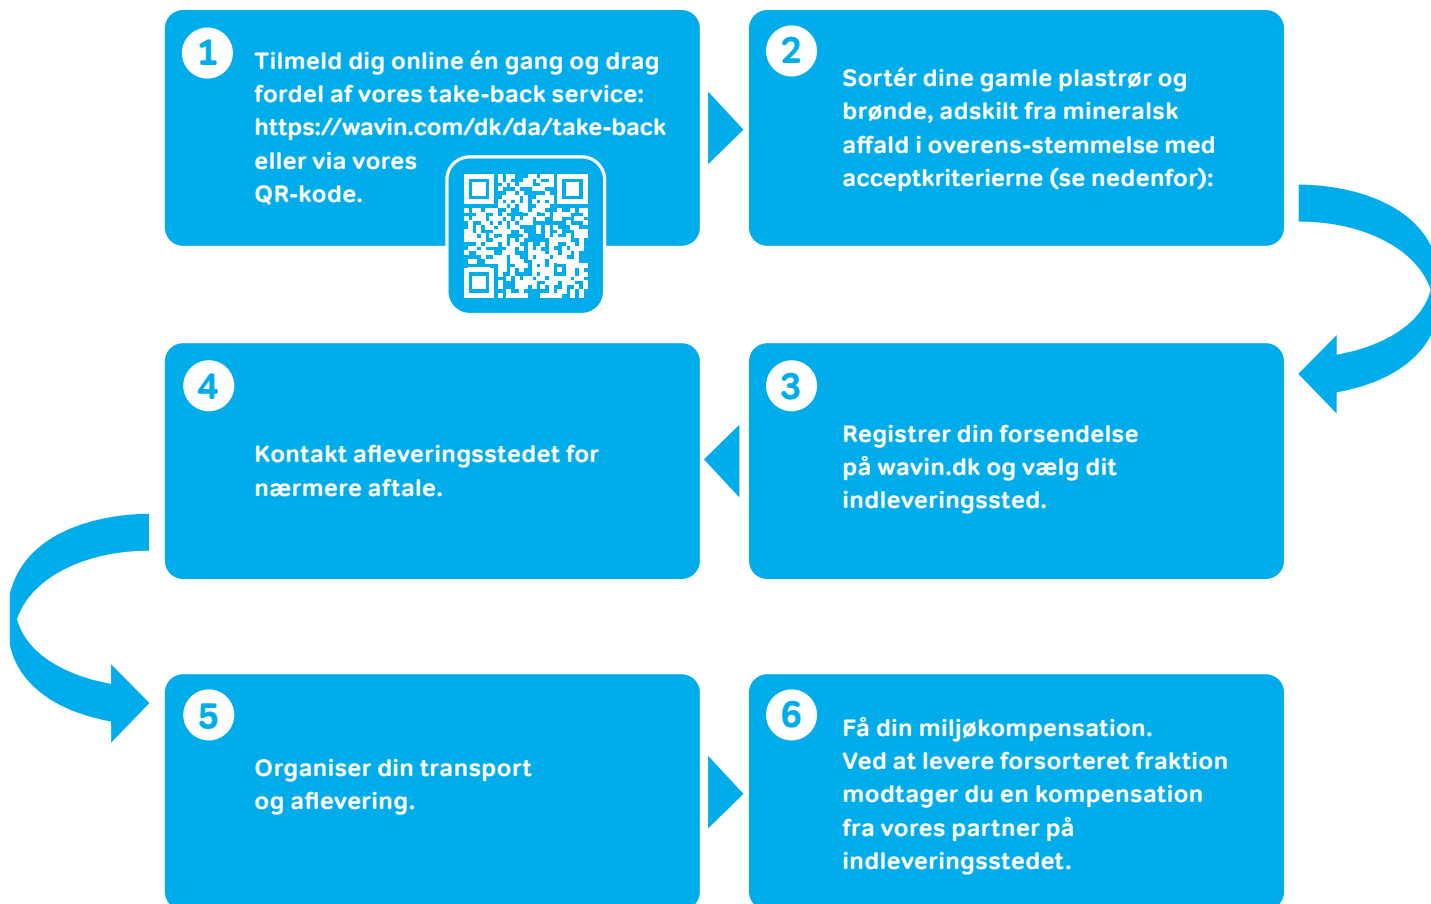 1
Tilmeld dig online én gang og drag
fordel af vores take-back service:
https://wavin.com/dk/da/take-back
eller via vores
QR-kode.
2
Sortér dine gamle plastrør og
brønde, adskilt fra mineralsk
affald i overens-stemmelse med
acceptkriterierne (se nedenfor):
3
Registrer din forsendelse
på wavin.dk og vælg dit
indleveringssted.
4
Kontakt afleveringsstedet for
nærmere aftale.
5
Organiser din transport
og aflevering.
6
Få din miljøkompensation.
Ved at levere forsorteret fraktion
modtager du en kompensation
fra vores partner på
indleveringsstedet.